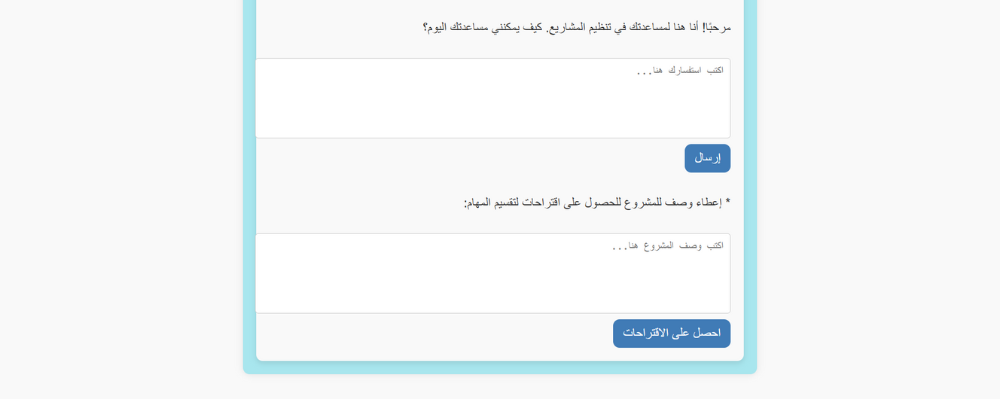 مرحبًا! أنا هنا لمساعدتك في تنظيم المشاريع. كيف يمكنني مساعدتك اليوم؟
اكتب استفسارك هنا...
إرسال
* إعطاء وصف للمشروع للحصول على اقتراحات لتقسيم المهام:
اكتب وصف المشروع هنا...
احصل على الاقتراحات